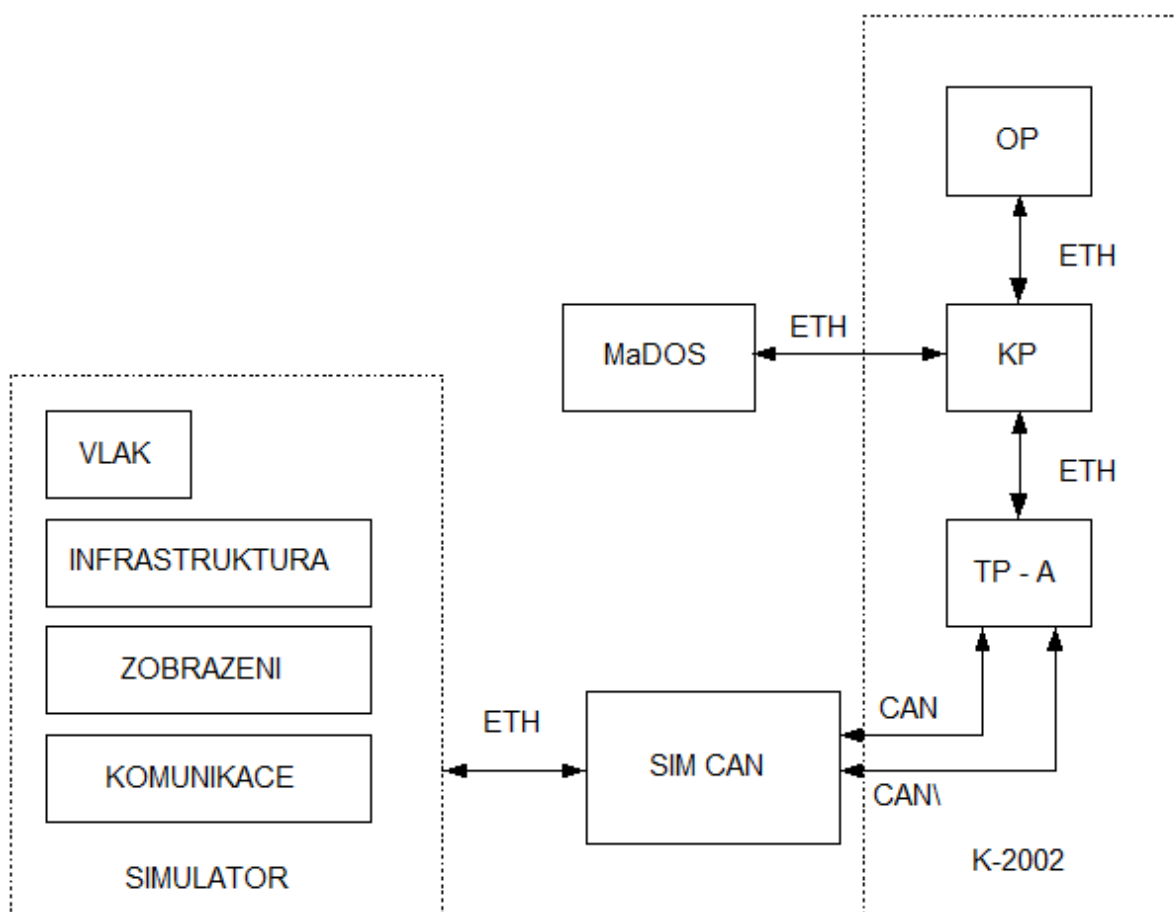 OP
ETH
MaDOS
ETH
KP
ETH
VLAK
INFRASTRUKTURA
TP - A
ZOBRAZENI
CAN
ETH
SIM CAN
KOMUNIKACE
CAN\
K-2002
SIMULATOR